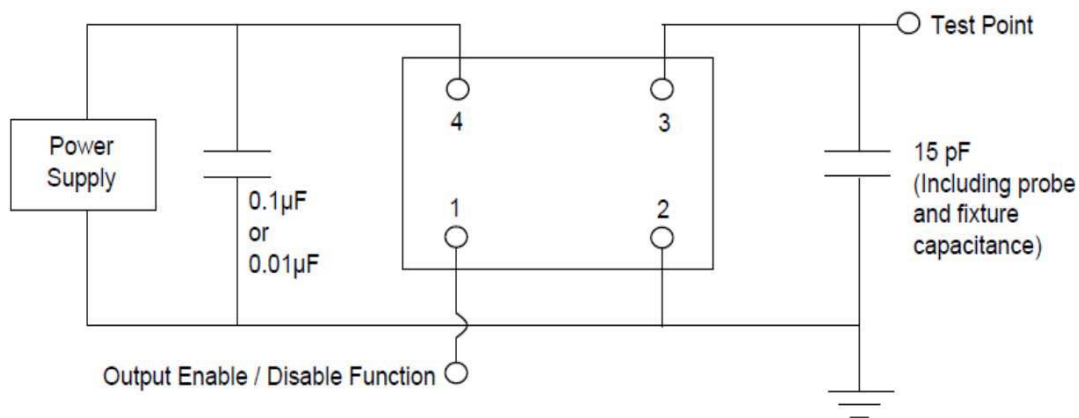 Test Point
4
3
Power
Supply
15 pF
(Including probe
and fixture
capacitance)
0.1µF
or
0.01µF
1
2
Output Enable / Disable Function